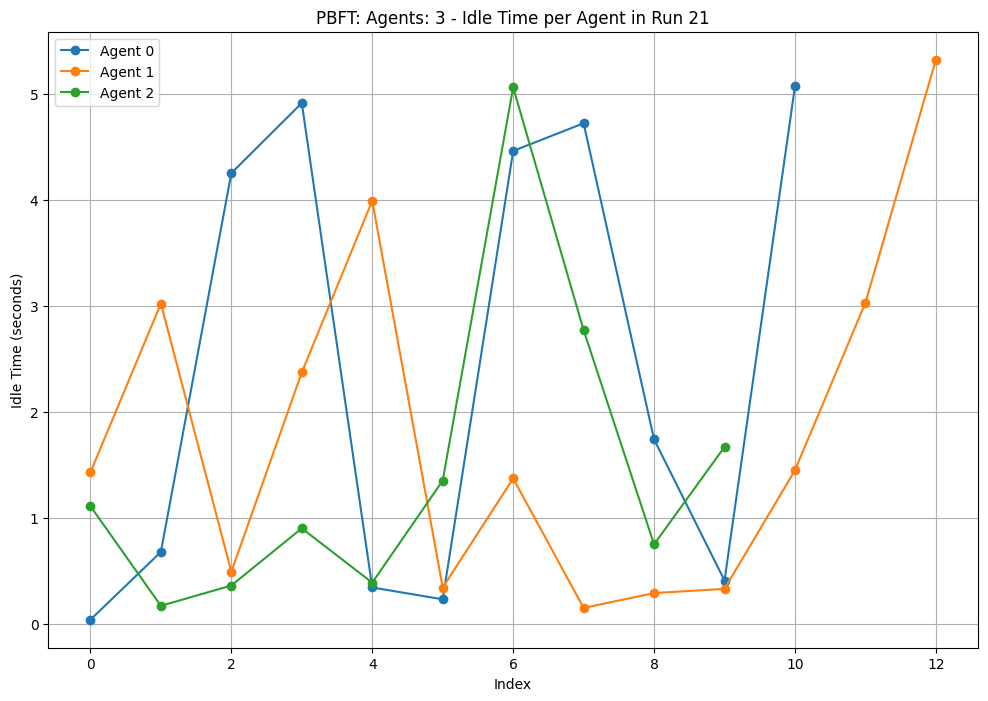 PBFT: Agents: 3 - Idle Time per Agent in Run 21
Agent 0
Agent 1
Agent 2
Idle Time (seconds)
5
4
3
2
1
0
0 2 4 6 8 10 12
Index